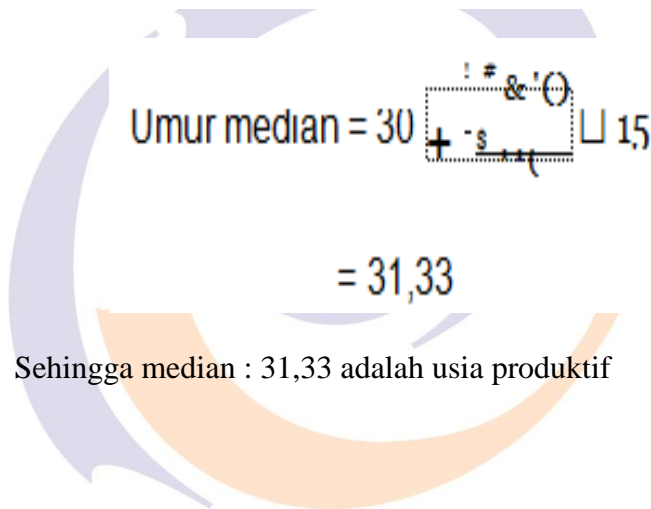 Umur median = 30 + 15
= 31,33
Sehingga median : 31,33 adalah usia produktif